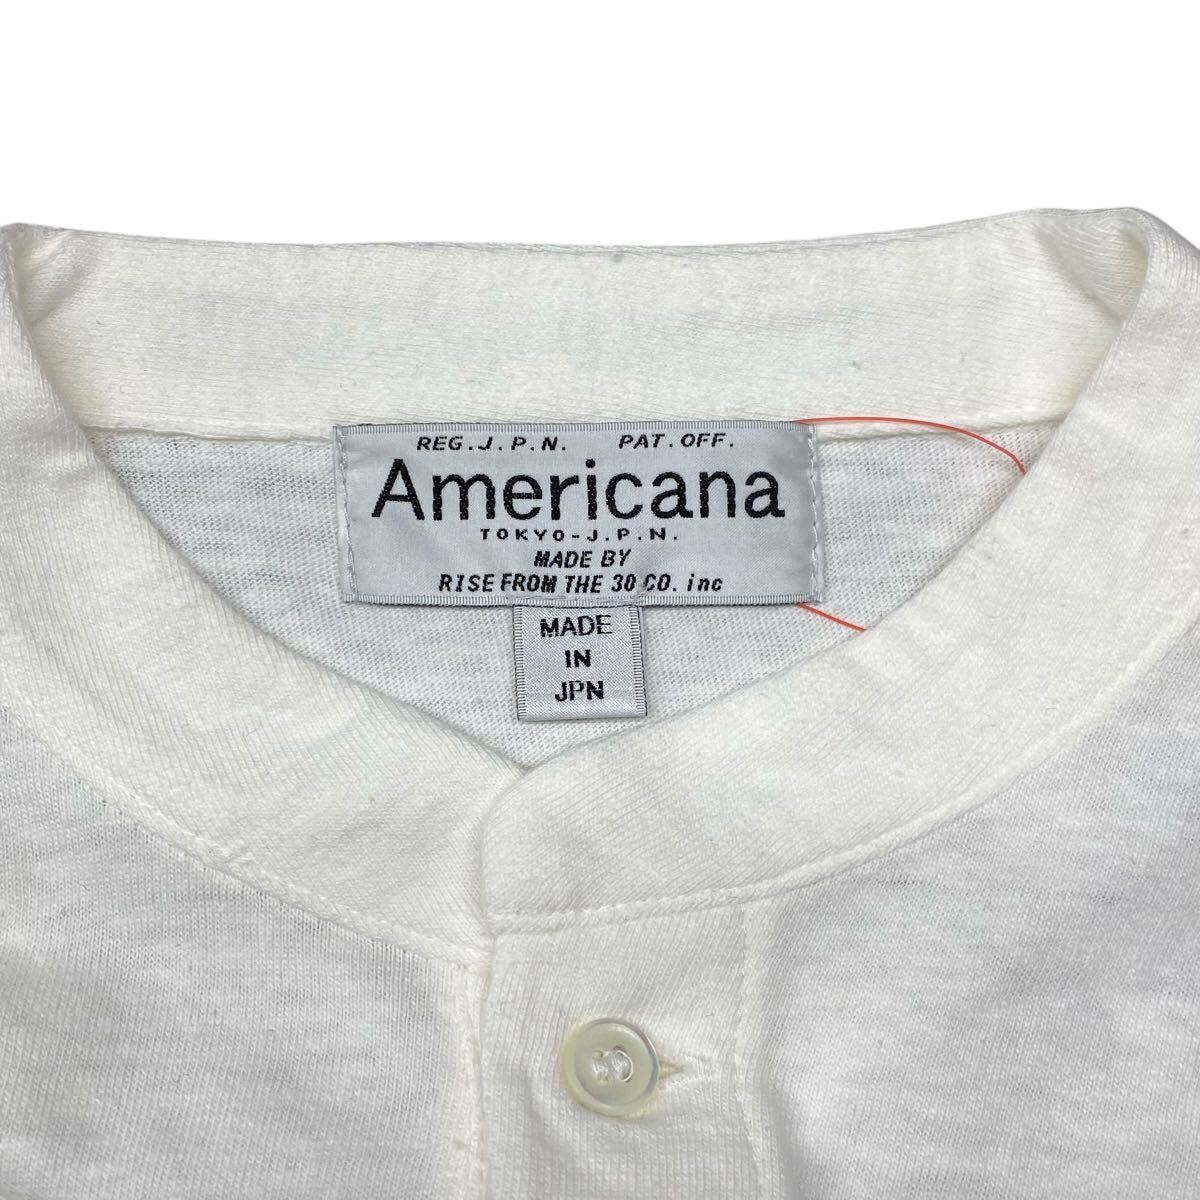 REG.J.P.N. PAT.OFF.
Americana
TOKYO-J.P.N.
MADE BY
RISE FROM THE 30 CO. inc
MADE
IN
JPN